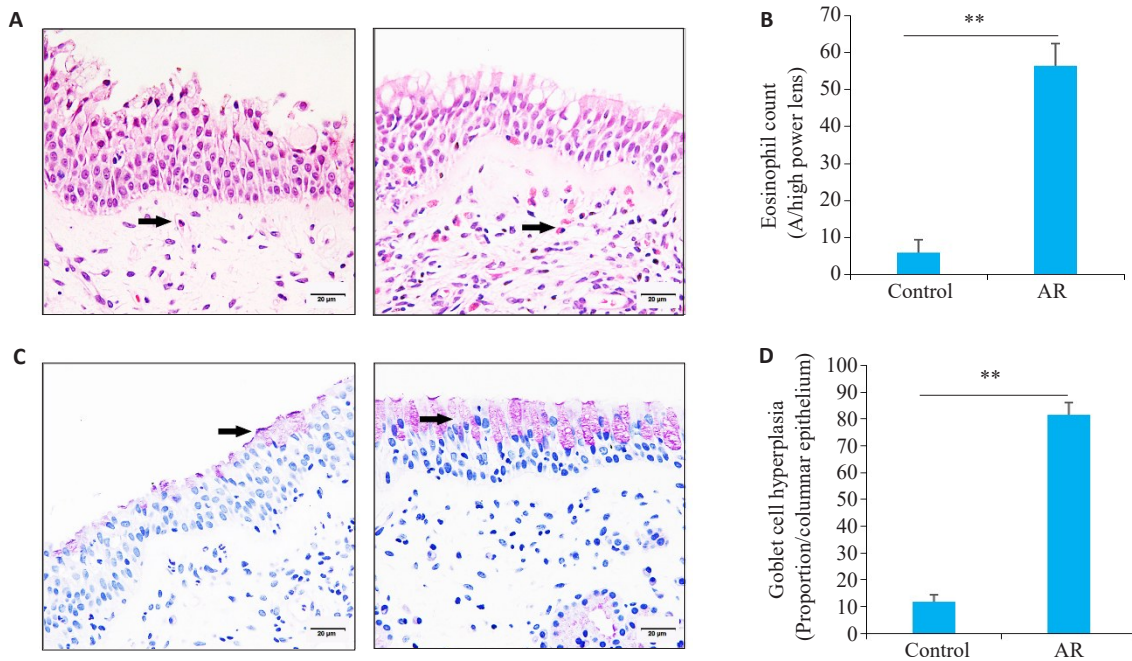 A
20 μm
20 μm
B
Eosinophil count
(A/high power lens)
70
60
50
40
30
20
10
0
**
Control
AR
C
20 μm
20 μm
D
Goblet cell hyperplasia
(Proportion/columnar epithelium)
100
90
80
70
60
50
40
30
20
10
0
**
Control
AR